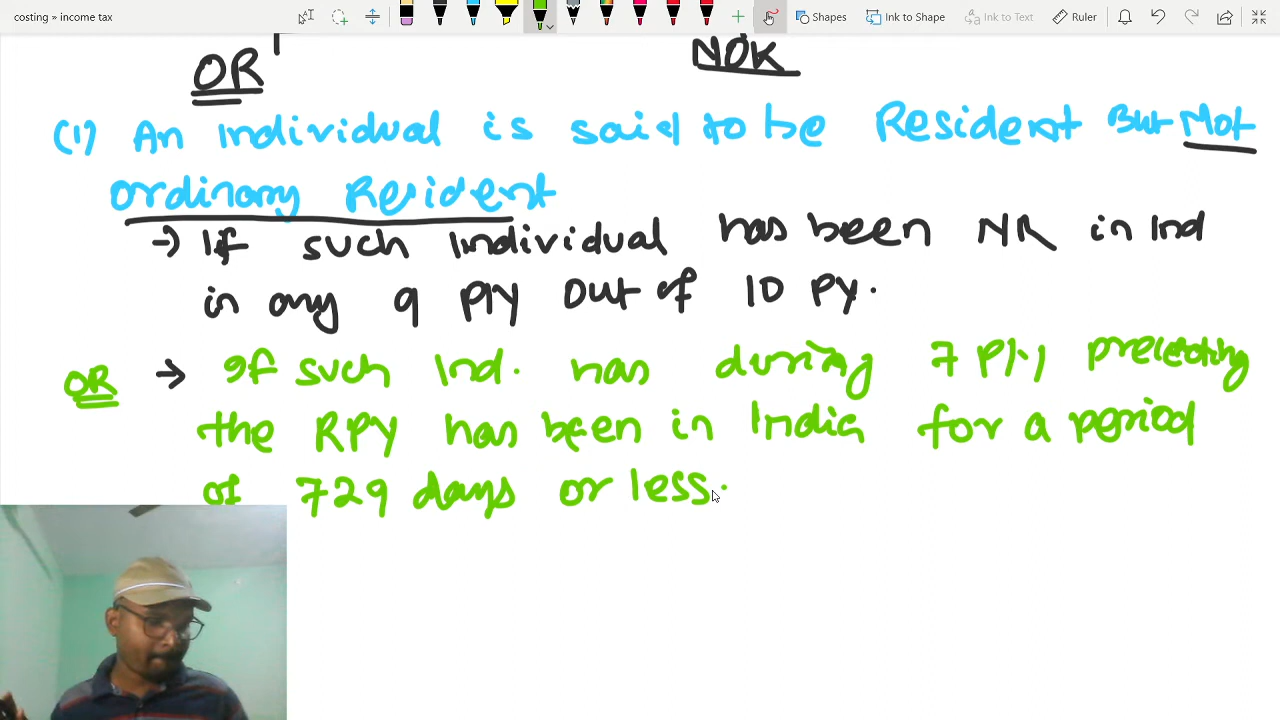 costing » income tax
Shapes Ink to Shape Ink to Text Ruler
OR NOR
(1) An Individual is said to be Resident But Not
ordinary Resident
→ If such Individual has been NR in Ind
in any 9 P/Y out of 10 PY.
OR → If such Ind. has during 7 P/Y preceding
the RPY has been in India for a period
of 729 days or less.